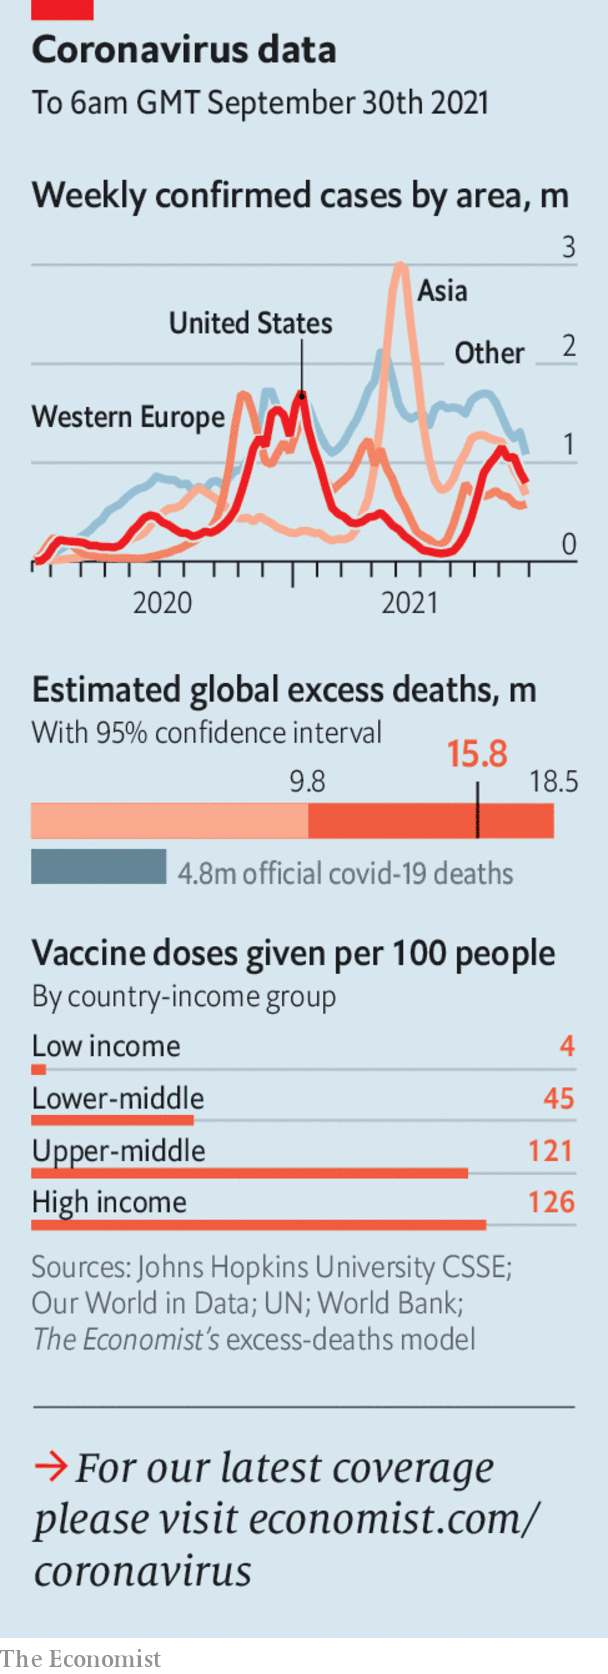 Coronavirus data
To 6am GMT September 30th 2021
Weekly confirmed cases by area, m
3
Asia
United States
2
Other
Western Europe
1
0
2020
2021
Estimated global excess deaths, m
With 95% confidence interval
15.8
9.8
18.5
4.8m official covid-19 deaths
Vaccine doses given per 100 people
By country-income group
Low income 4
Lower-middle 45
Upper-middle 121
High income 126
Sources: Johns Hopkins University CSSE;
Our World in Data; UN; World Bank;
The Economist’s excess-deaths model
→ For our latest coverage
please visit economist.com/
coronavirus
The Economist